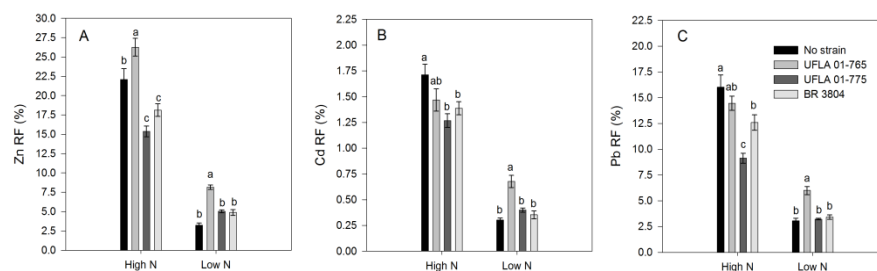 A
Zn RF (%)
30.0
27.5
25.0
22.5
20.0
17.5
15.0
12.5
10.0
7.5
5.0
2.5
0.0
b
a
c
c
b
a
b
b
High N
Low N
B
Cd RF (%)
2.25
2.00
1.75
1.50
1.25
1.00
0.75
0.50
0.25
0.00
a
ab
b
b
b
a
b
b
High N
Low N
C
Pb RF (%)
22.5
20.0
17.5
15.0
12.5
10.0
7.5
5.0
2.5
0.0
a
ab
c
b
b
a
b
b
High N
Low N
No strain
UFLA 01-765
UFLA 01-775
BR 3804